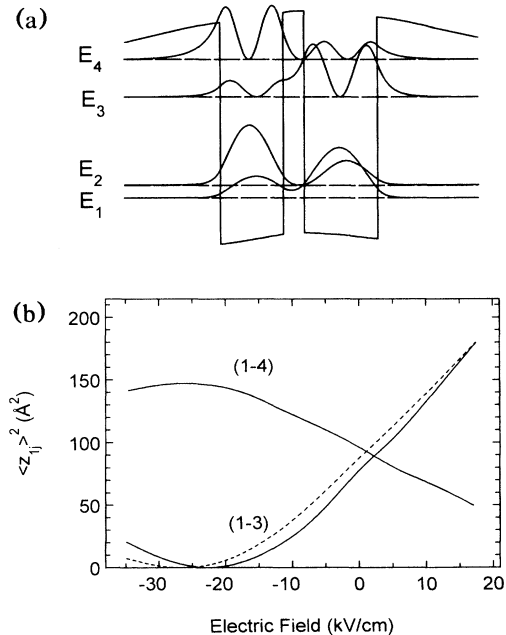 (a)
E₄
E₃
E₂
E₁
(b)
200
150
100
50
0
<z₁ⱼ>² (Å²)
(1-4)
(1-3)
-30 -20 -10 0 10 20
Electric Field (kV/cm)